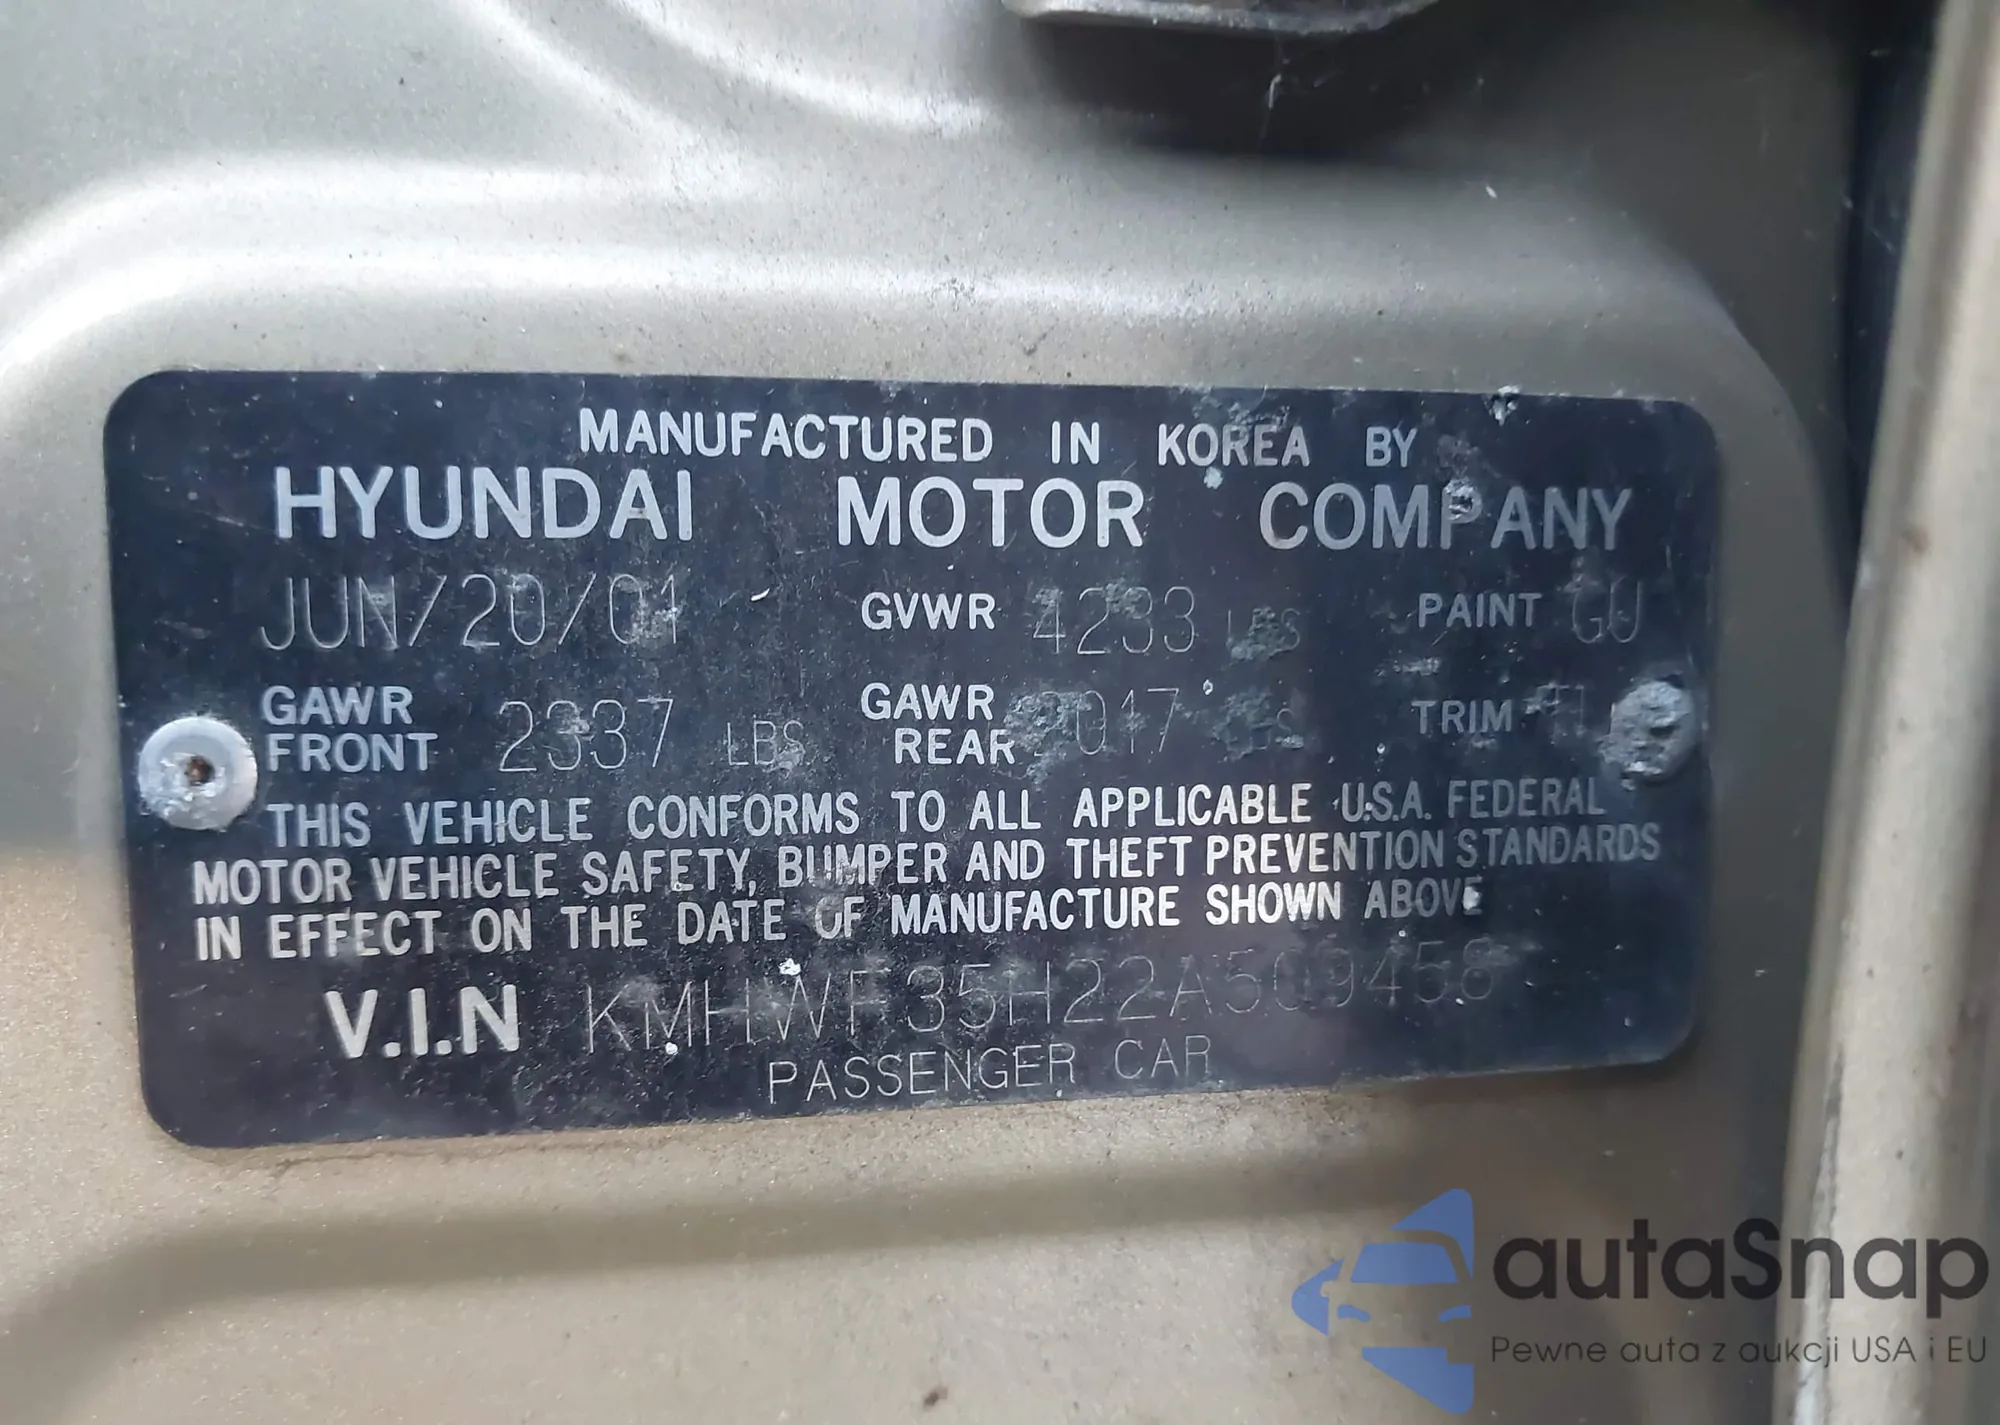 MANUFACTURED IN KOREA BY
HYUNDAI MOTOR COMPANY
JUN/20/01 GVWR 4233 LBS PAINT GU
GAWR FRONT 2337 LBS GAWR REAR LBS TRIM
THIS VEHICLE CONFORMS TO ALL APPLICABLE U.S.A. FEDERAL
MOTOR VEHICLE SAFETY, BUMPER AND THEFT PREVENTION STANDARDS
IN EFFECT ON THE DATE OF MANUFACTURE SHOWN ABOVE
V.I.N KMHWF35H22A509458
PASSENGER CAR
autaSnap
Pewne auta z aukcji USA i EU